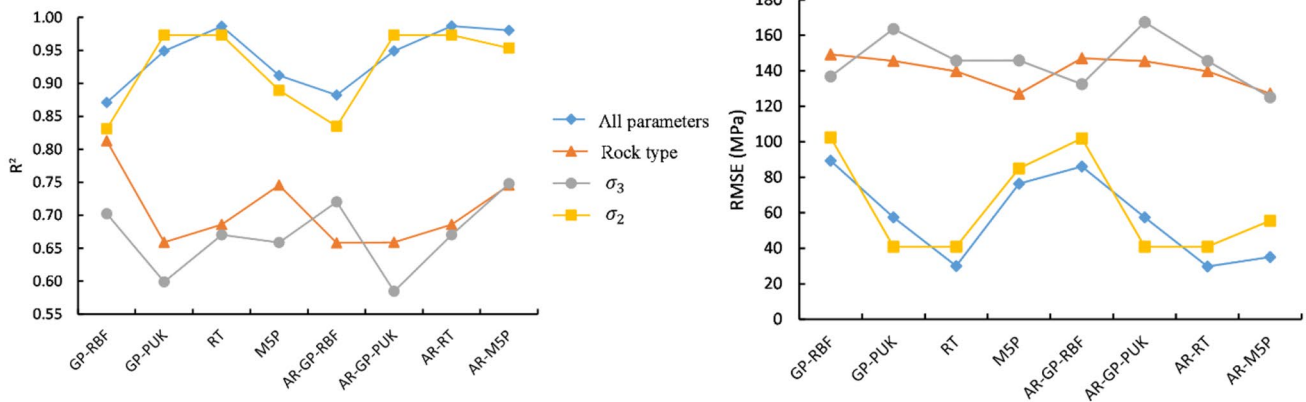 1.00
0.95
0.90
0.85
0.80
0.75
0.70
0.65
0.60
0.55
R²
GP-RBF
GP-PUK
RT
M5P
AR-GP-RBF
AR-GP-PUK
AR-RT
AR-M5P
All parameters
Rock type
σ3
σ2
180
160
140
120
100
80
60
40
20
0
RMSE (MPa)
GP-RBF
GP-PUK
RT
M5P
AR-GP-RBF
AR-GP-PUK
AR-RT
AR-M5P